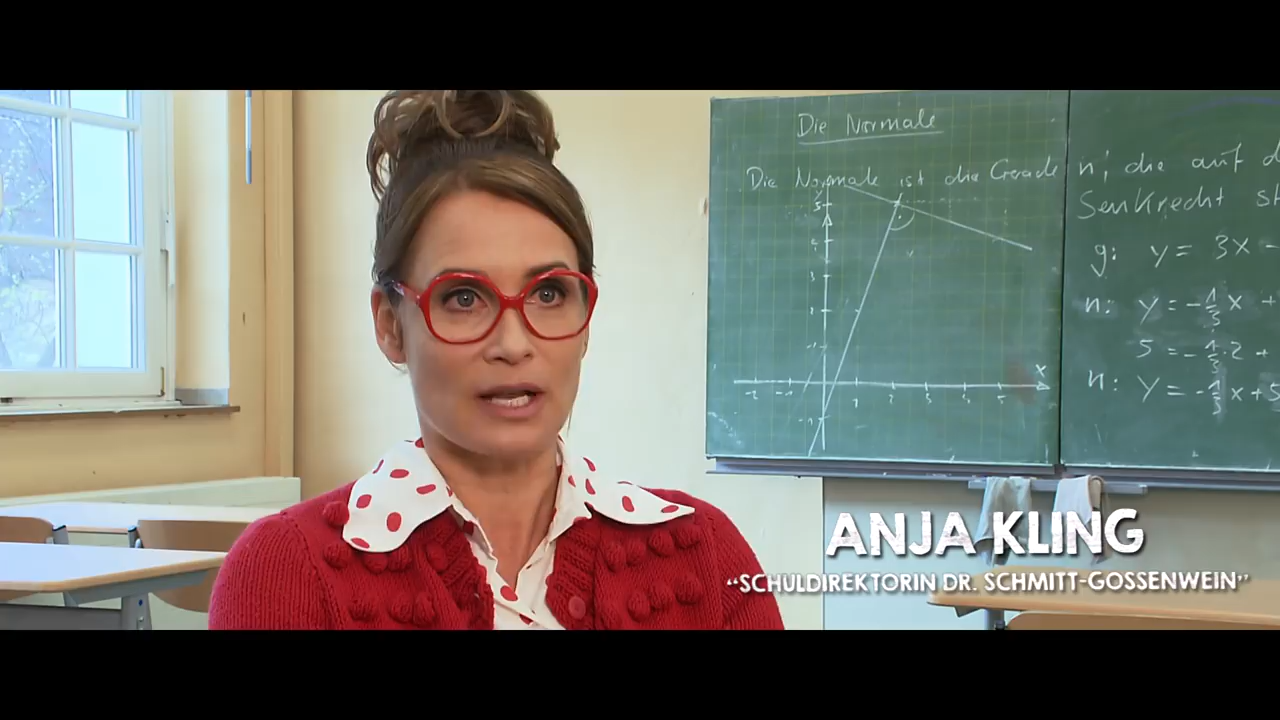 Die Normale
Die Normale ist die Gerade n, die auf
Senkrecht
g: y = 3x -
n: y = -1/3 x +
5 = -1/3 · 2 +
n: y = -1/3 x + 5
x
ANJA KLING
“SCHULDIREKTORIN DR. SCHMITT-GOSSENWEIN”